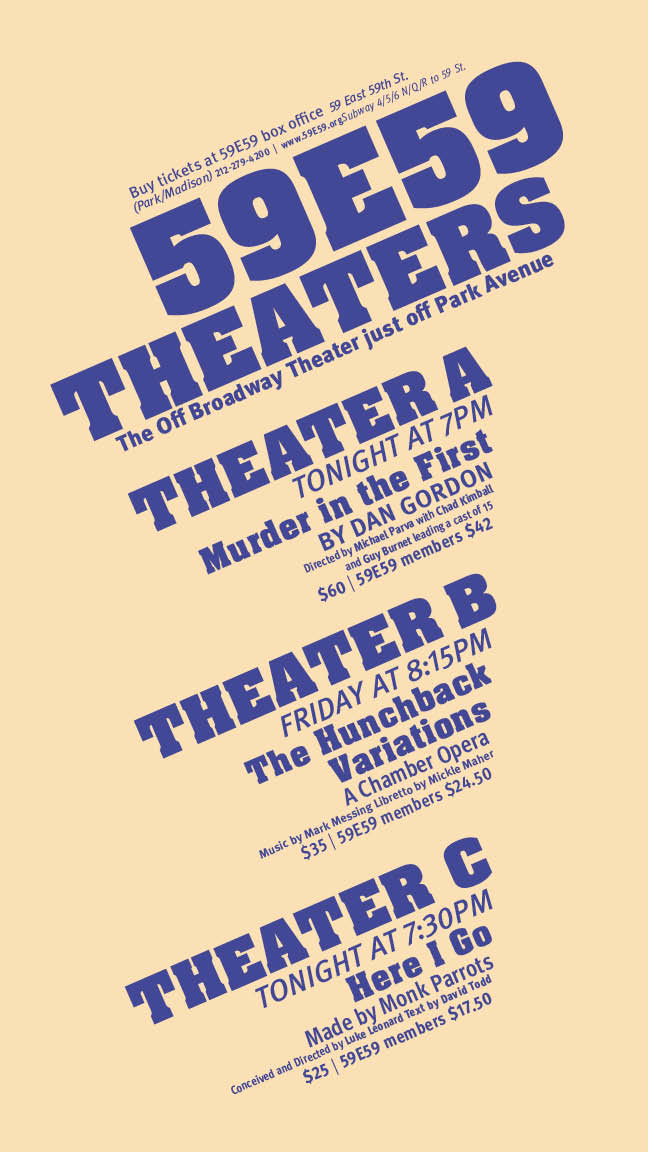 Buy tickets at 59E59 box office 59 East 59th St.
(Park/Madison) 212-279-4200 | www.59E59.orgSubway 4/5/6 N/Q/R to 59 St.
59E59
THEATERS
The Off Broadway Theater just off Park Avenue
THEATER A
TONIGHT AT 7PM
Murder in the First
BY DAN GORDON
Directed by Michael Parva with Chad Kimball
and Guy Burnet leading a cast of 15
$60 | 59E59 members $42
THEATER B
FRIDAY AT 8:15PM
The Hunchback
Variations
A Chamber Opera
Music by Mark Messing Libretto by Mickle Maher
$35 | 59E59 members $24.50
THEATER C
TONIGHT AT 7:30PM
Here I Go
Made by Monk Parrots
Conceived and Directed by Luke Leonard Text by David Todd
$25 | 59E59 members $17.50